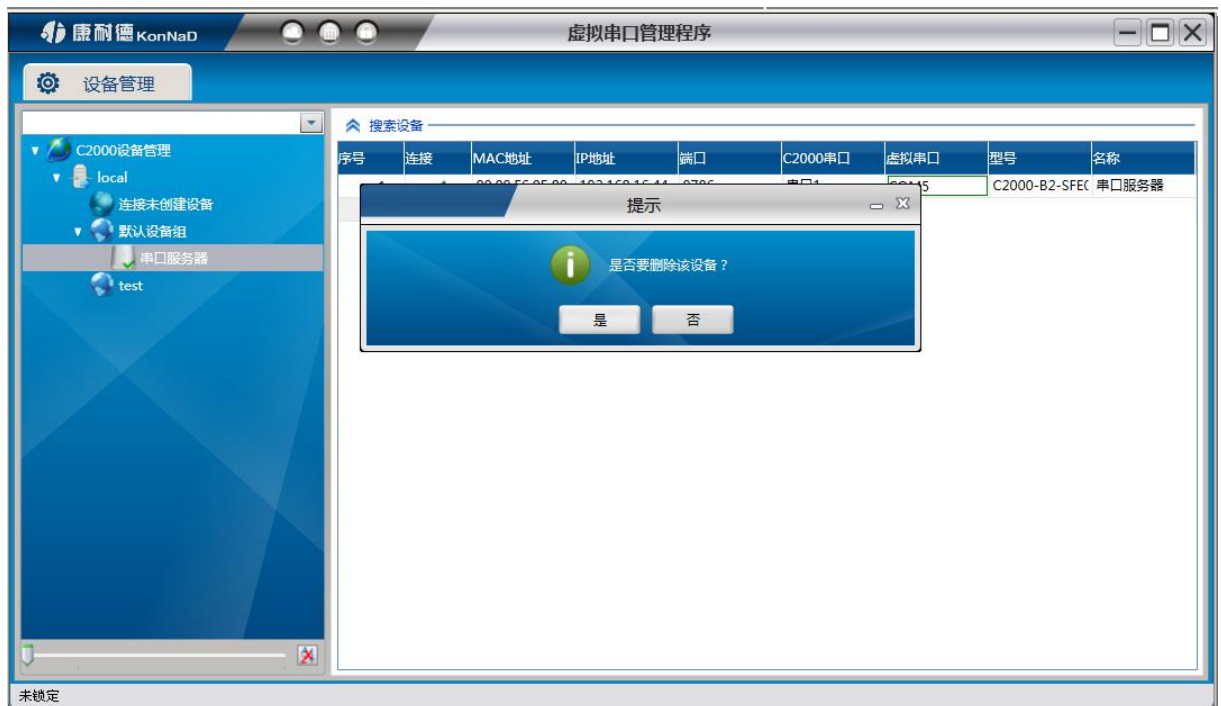 康耐德 KonNaD
虚拟串口管理程序
设备管理
C2000设备管理
local
连接未创建设备
默认设备组
串口服务器
test
搜索设备
序号 连接 MAC地址 IP地址 端口 C2000串口 虚拟串口 型号 名称
C2000-B2-SFE 串口服务器
提示
是否要删除该设备？
是 否
未锁定